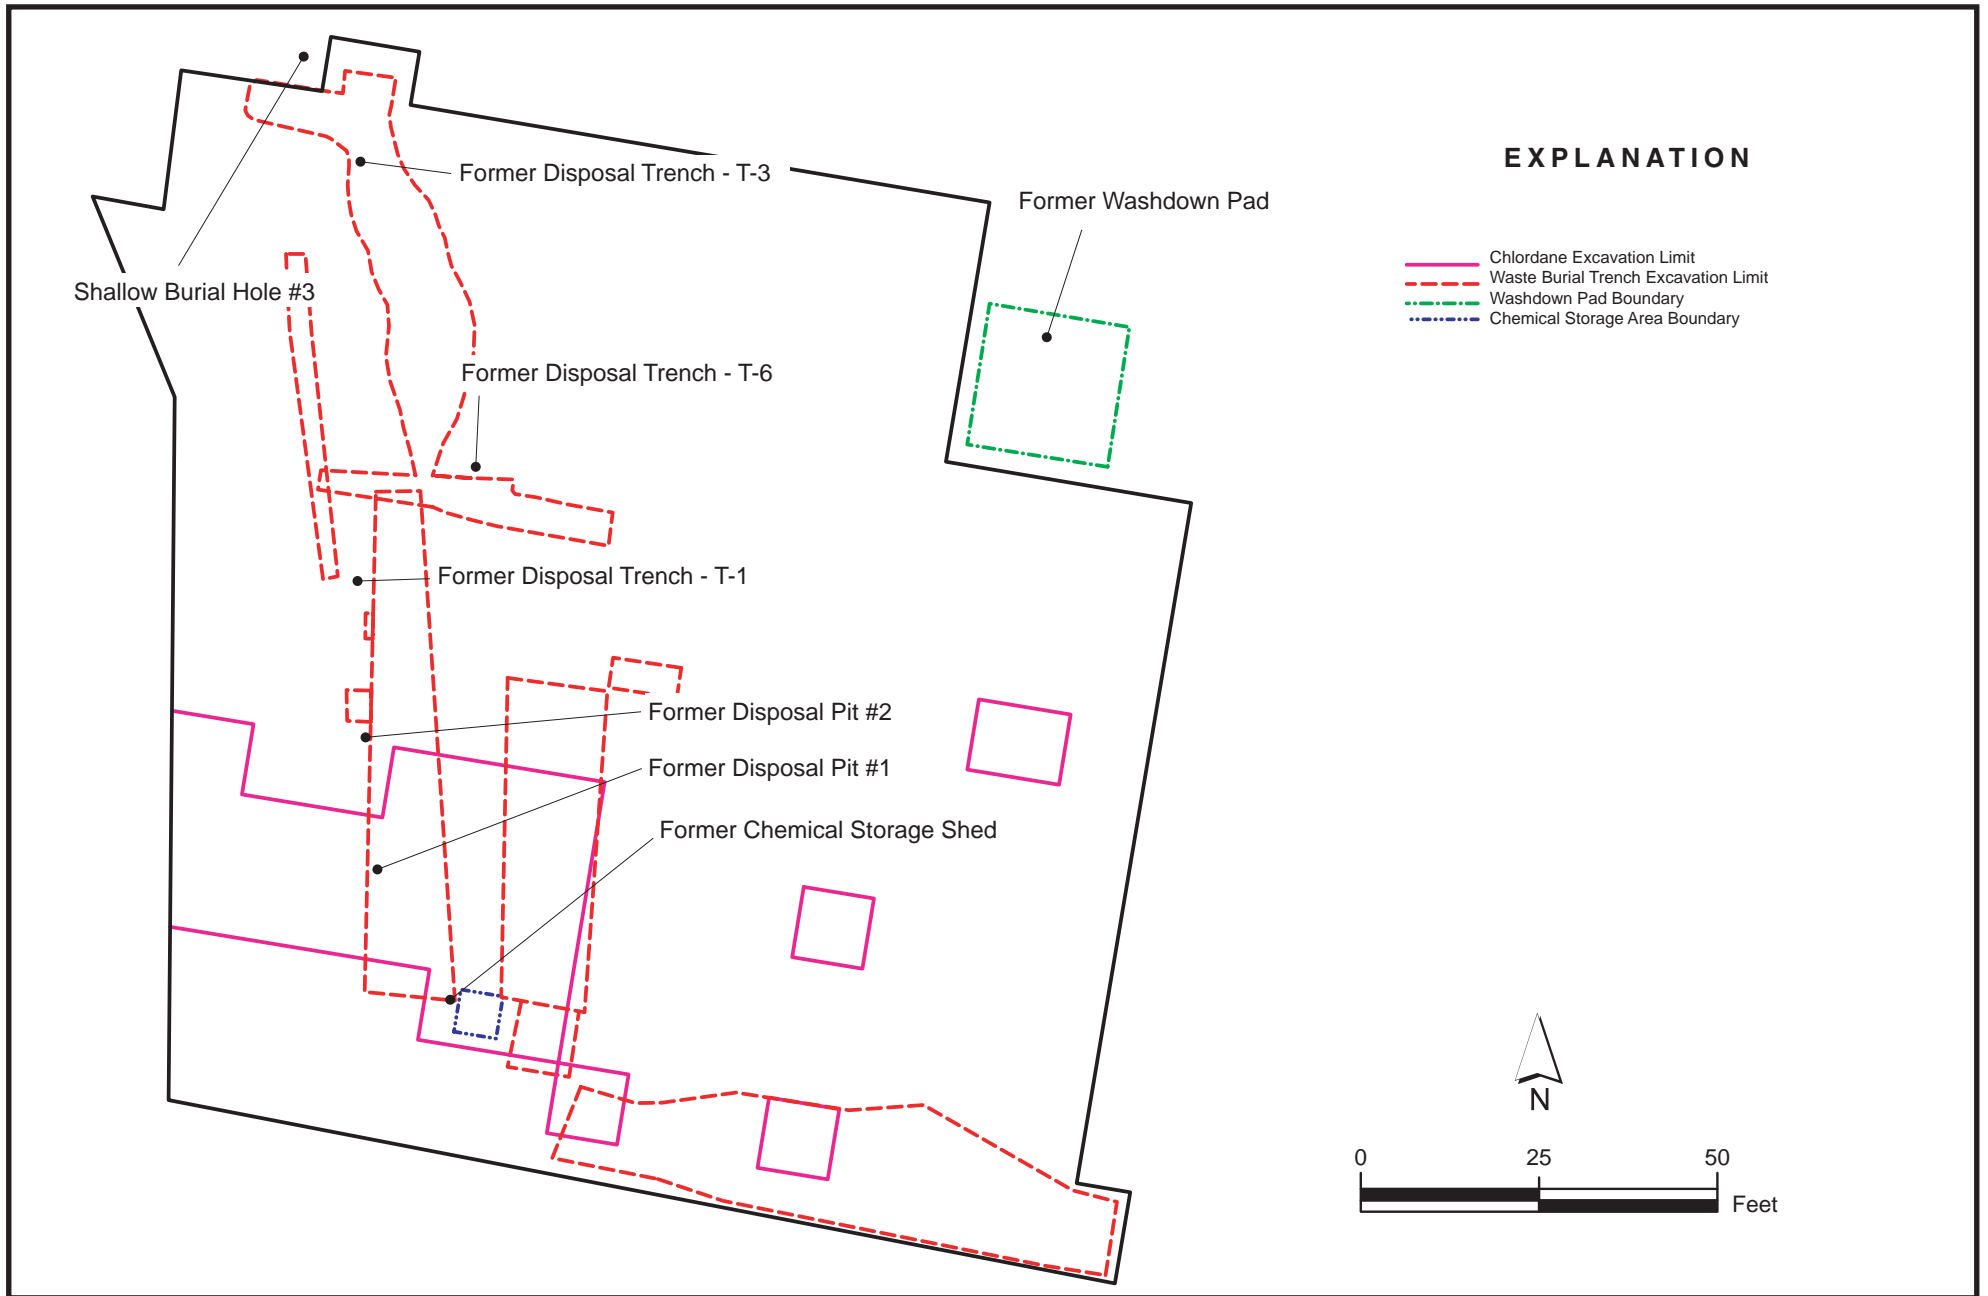 EXPLANATION
Former Disposal Trench - T-3
Former Washdown Pad
Chlordane Excavation Limit
Waste Burial Trench Excavation Limit
Washdown Pad Boundary
Chemical Storage Area Boundary
Shallow Burial Hole #3
Former Disposal Trench - T-6
Former Disposal Trench - T-1
Former Disposal Pit #2
Former Disposal Pit #1
Former Chemical Storage Shed
N
0 25 50
Feet